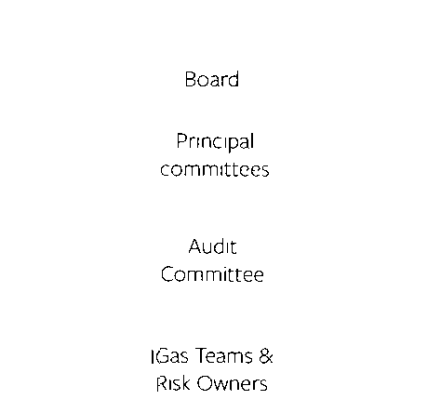 Board
Principal
committees
Audit
Committee
IGas Teams &
Risk Owners